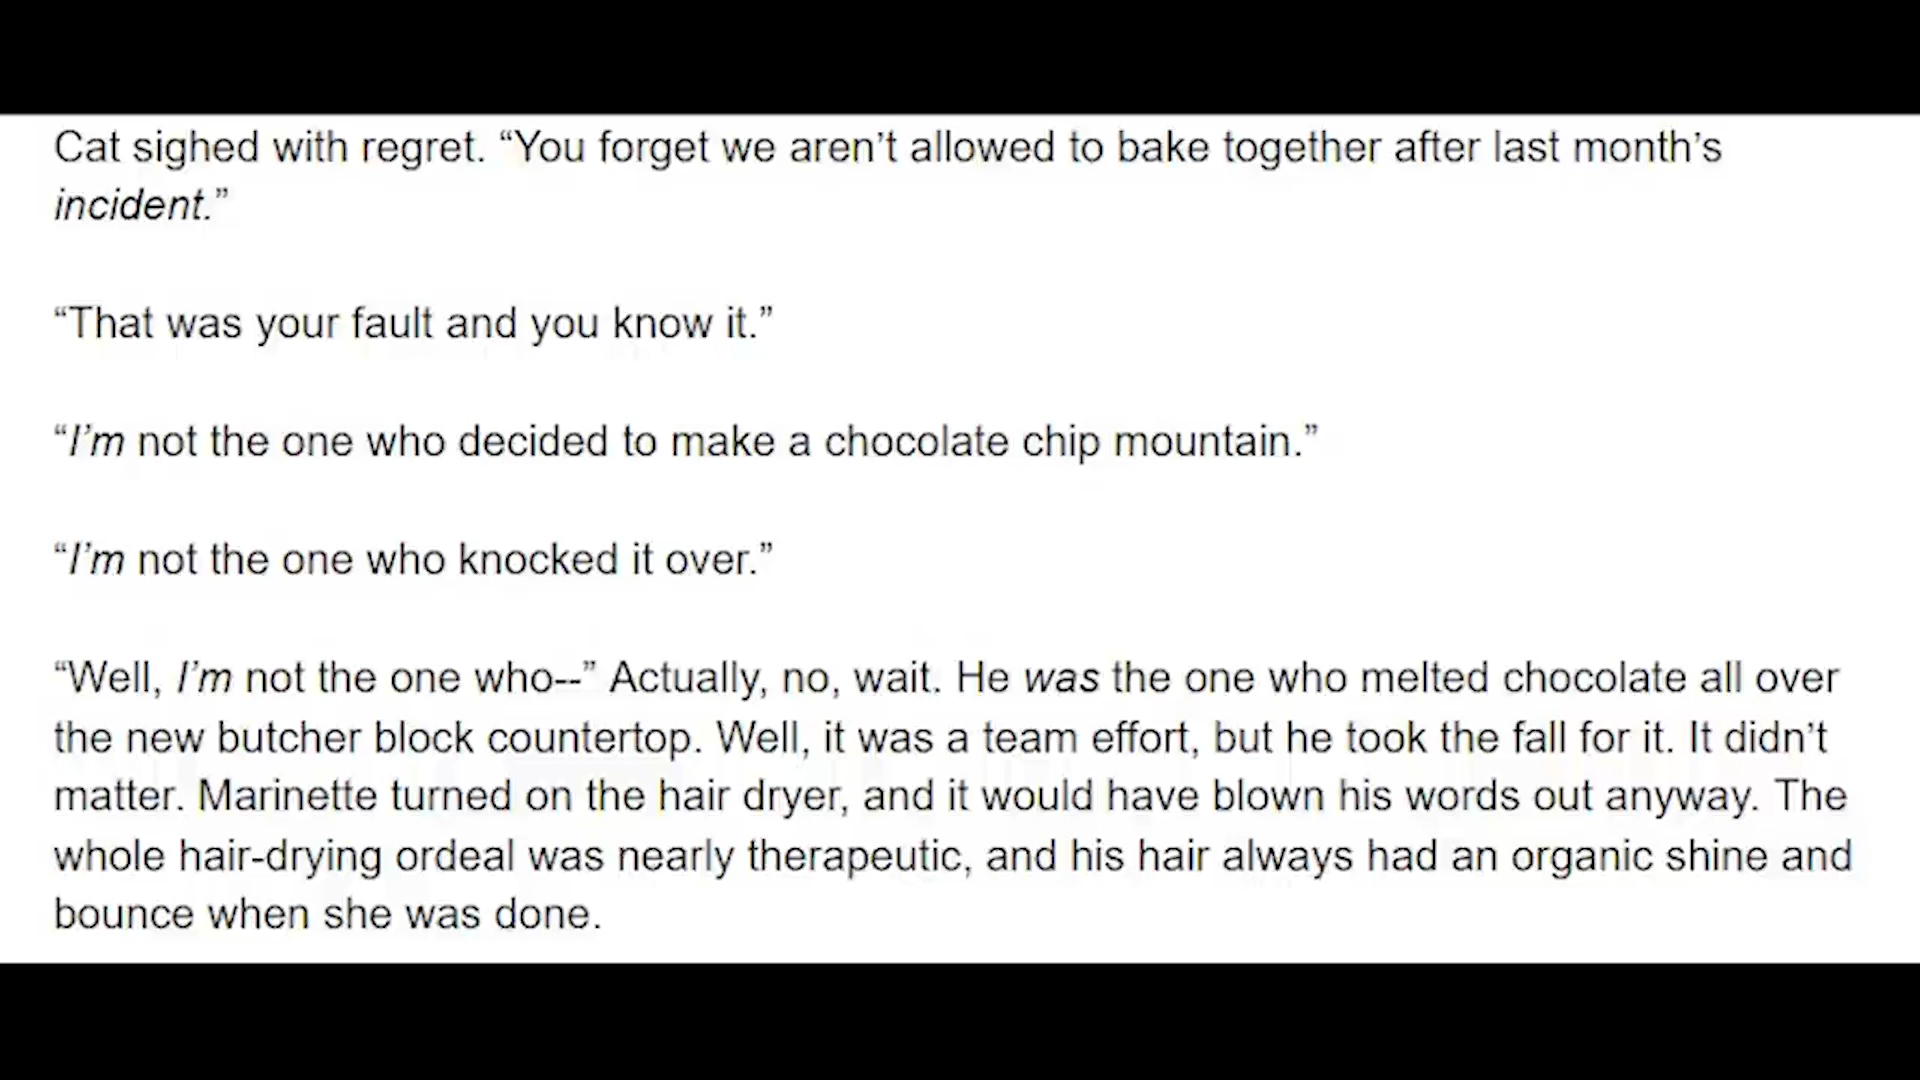 Cat sighed with regret. “You forget we aren’t allowed to bake together after last month’s
incident.”
“That was your fault and you know it.”
“I’m not the one who decided to make a chocolate chip mountain.”
“I’m not the one who knocked it over.”
“Well, I’m not the one who--” Actually, no, wait. He was the one who melted chocolate all over
the new butcher block countertop. Well, it was a team effort, but he took the fall for it. It didn’t
matter. Marinette turned on the hair dryer, and it would have blown his words out anyway. The
whole hair-drying ordeal was nearly therapeutic, and his hair always had an organic shine and
bounce when she was done.